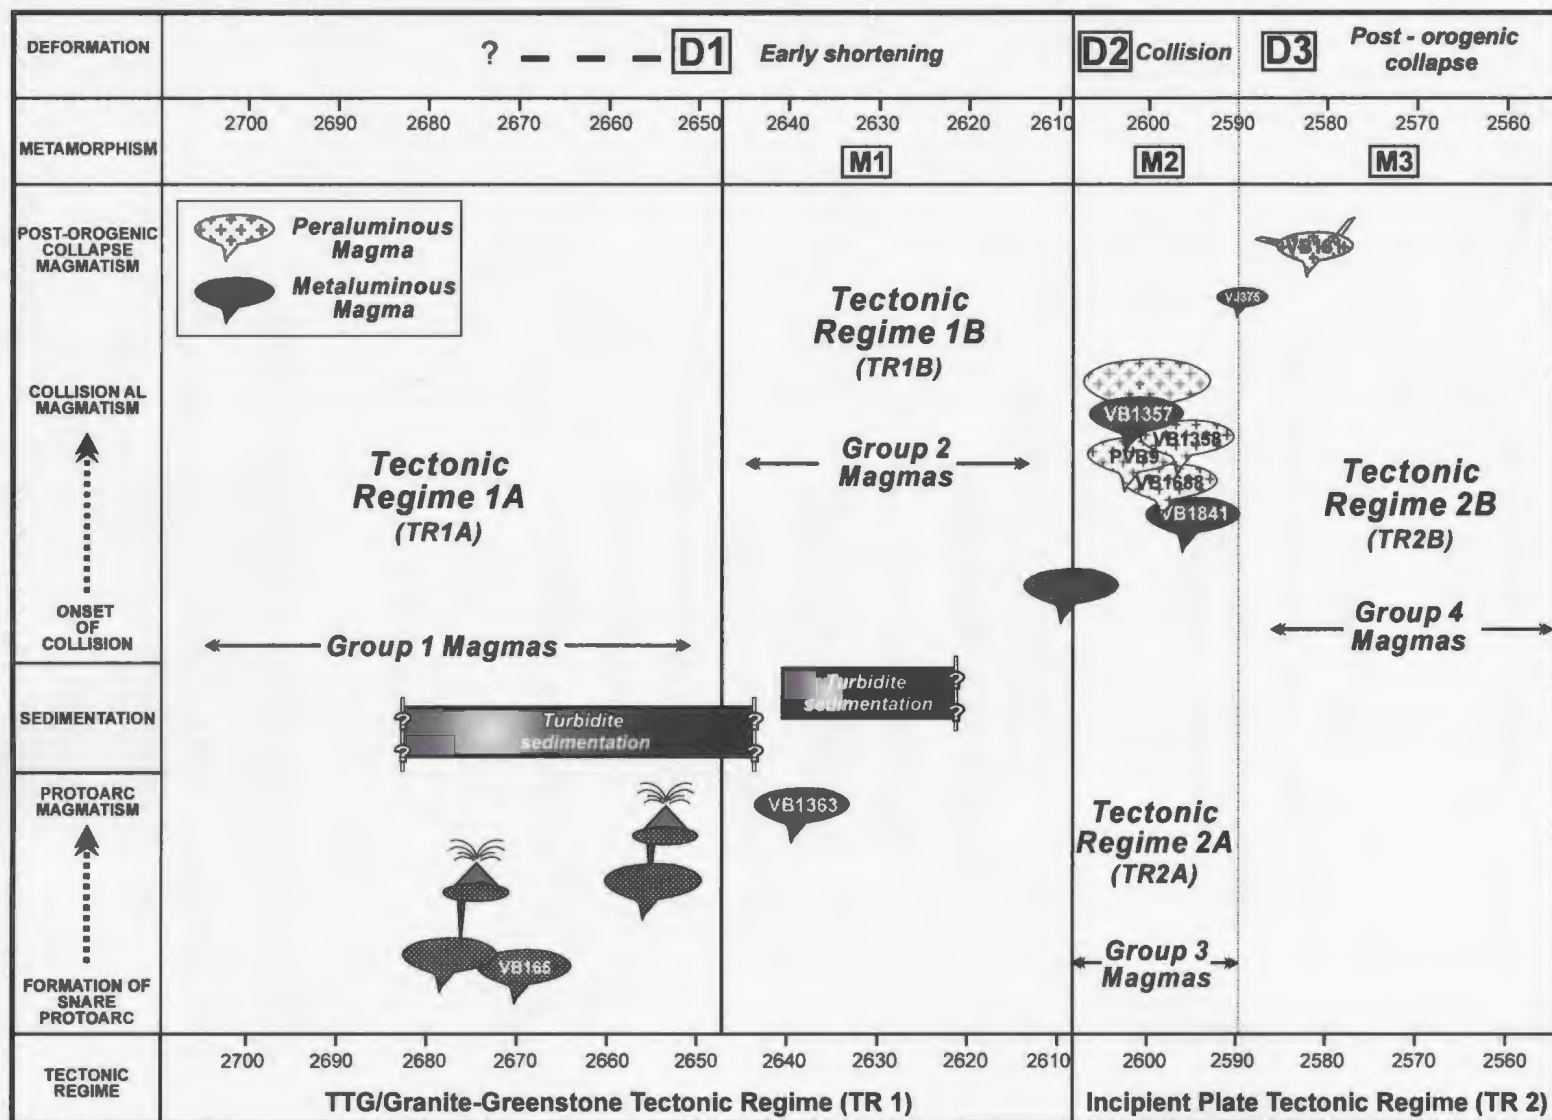 DEFORMATION
? D1 Early shortening
D2 Collision
D3 Post - orogenic
collapse
2700 2690 2680 2670 2660 2650 2640 2630 2620 2610 2600 2590 2580 2570 2560
METAMORPHISM
M1 M2 M3
POST-OROGENIC
COLLAPSE
MAGMATISM
Peraluminous
Magma
Metaluminous
Magma
VJ375
Tectonic
Regime 1B
(TR1B)
COLLISION AL
MAGMATISM
VB1357
VB1358
PVB9
VB1688
VB1841
Group 2
Magmas
Tectonic
Regime 1A
(TR1A)
Tectonic
Regime 2B
(TR2B)
ONSET
OF
COLLISION
Group 1 Magmas
Group 4
Magmas
SEDIMENTATION
? ?
? ?
Turbidite
sedimentation
Turbidite
sedimentation
?
?
PROTOARC
MAGMATISM
VB1363
Tectonic
Regime 2A
(TR2A)
VB166
Group 3
Magmas
FORMATION OF
SNARE
PROTOARC
2700 2690 2680 2670 2660 2650 2640 2630 2620 2610 2600 2590 2580 2570 2560
TECTONIC
REGIME
TTG/Granite-Greenstone Tectonic Regime (TR 1)
Incipient Plate Tectonic Regime (TR 2)